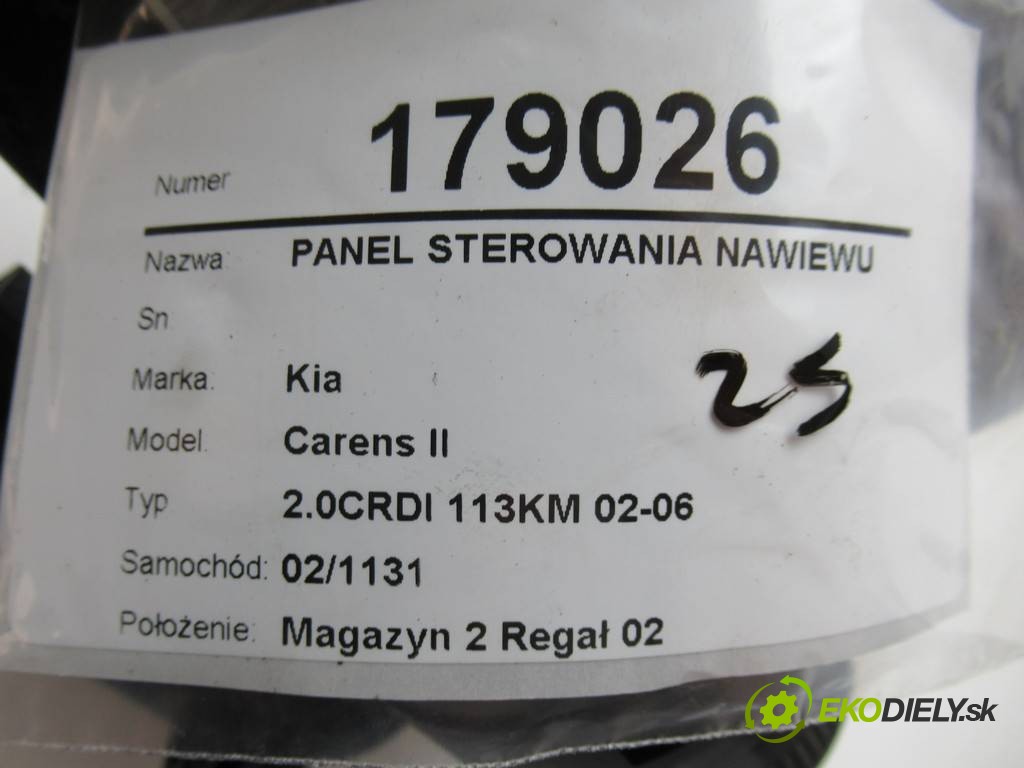 Numer 179026
Nazwa: PANEL STEROWANIA NAWIEWU
Sn
Marka: Kia
25
Model. Carens II
Typ 2.0CRDI 113KM 02-06
Samochód: 02/1131
Położenie: Magazyn 2 Regał 02
EKODIELY.sk